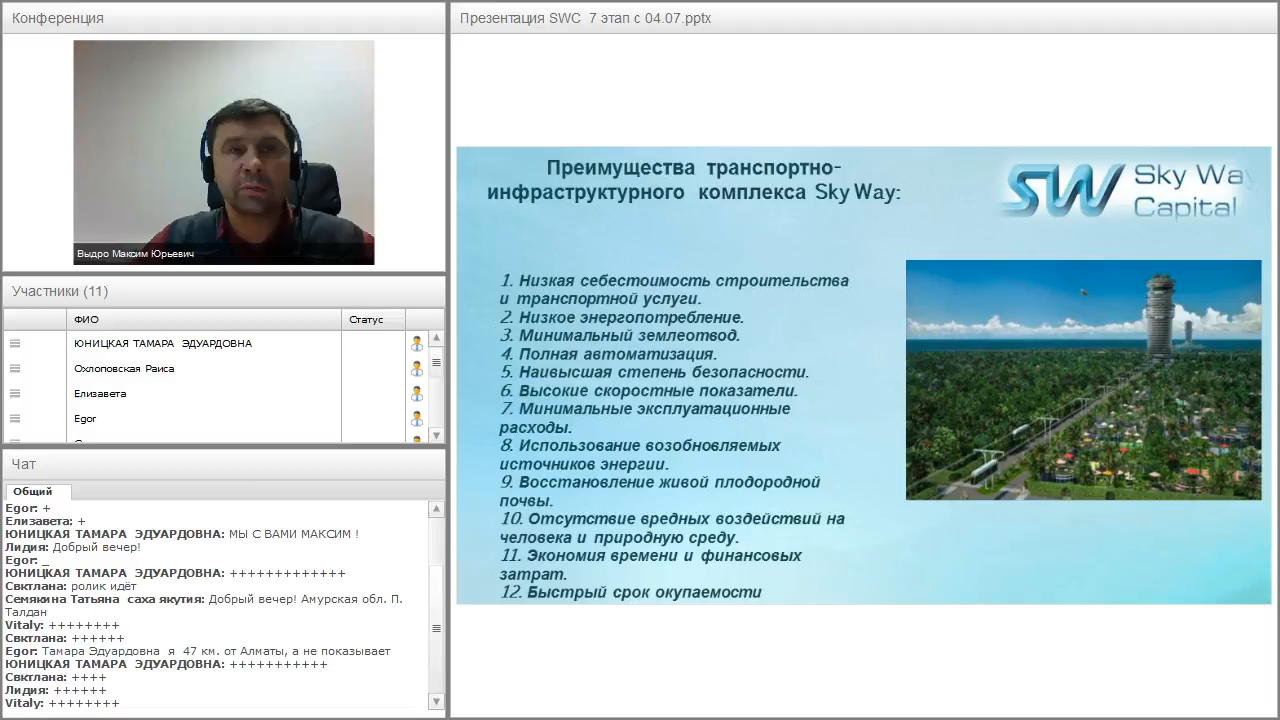 Конференция
Выдро Максим Юрьевич
Участники (11)
ФИО
Статус
ЮНИЦКАЯ ТАМАРА ЭДУАРДОВНА
Охлоповская Раиса
Елизавета
Egor
Чат
Общий
Egor: +
Елизавета: +
ЮНИЦКАЯ ТАМАРА ЭДУАРДОВНА: МЫ С ВАМИ МАКСИМ !
Лидия: Добрый вечер!
Egor: _
ЮНИЦКАЯ ТАМАРА ЭДУАРДОВНА: +++++++++++++
Свктлана: ролик идёт
Семякина Татьяна саха якутия: Добрый вечер! Амурская обл. П.
Талдан
Vitaly: ++++++++
Свктлана: ++++++
Egor: Тамара Эдуардовна я 47 км. от Алматы, а не показывает
ЮНИЦКАЯ ТАМАРА ЭДУАРДОВНА: +++++++++++
Свктлана: ++++
Лидия: ++++++
Vitaly: ++++++++
Презентация SWC 7 этап с 04.07.pptx
Преимущества транспортно-
инфраструктурного комплекса Sky Way:
SW Sky Way
Capital
1. Низкая себестоимость строительства
и транспортной услуги.
2. Низкое энергопотребление.
3. Минимальный землеотвод.
4. Полная автоматизация.
5. Наивысшая степень безопасности.
6. Высокие скоростные показатели.
7. Минимальные эксплуатационные
расходы.
8. Использование возобновляемых
источников энергии.
9. Восстановление живой плодородной
почвы.
10. Отсутствие вредных воздействий на
человека и природную среду.
11. Экономия времени и финансовых
затрат.
12. Быстрый срок окупаемости